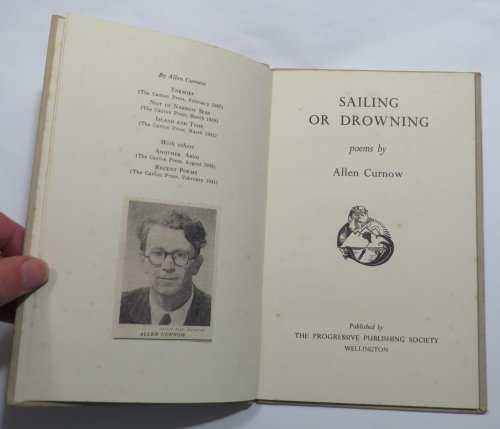 By Allen Curnow
ENEMIES
(The Caxton Press, February 1937)
NOT IN NARROW SEAS
(The Caxton Press, March 1939)
ISLAND AND TIME
(The Caxton Press, March 1941)
With others
ANOTHER ARGO
(The Caxton Press, August 1935)
RECENT POEMS
(The Caxton Press, February 1941)
ALLEN CURNOW
SAILING
OR DROWNING
poems by
Allen Curnow
Published by
THE PROGRESSIVE PUBLISHING SOCIETY
WELLINGTON